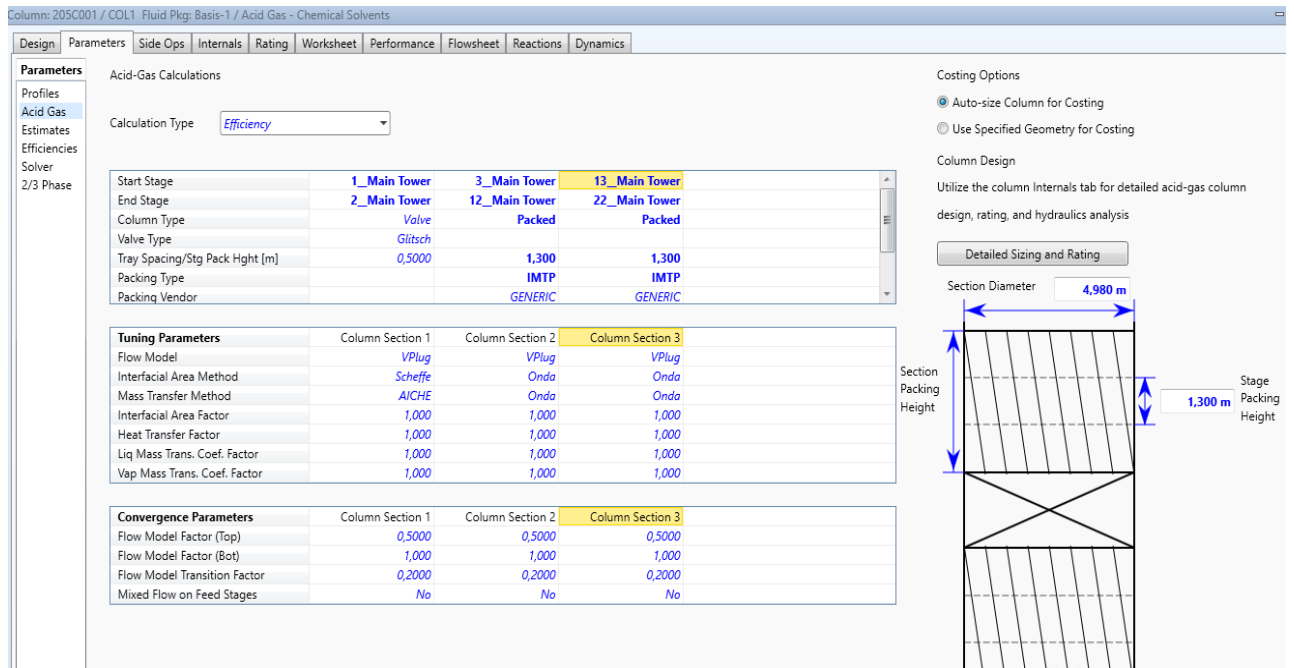 Column: 205C001 / COL1 Fluid Pkg: Basis-1 / Acid Gas - Chemical Solvents
Design Parameters Side Ops Internals Rating Worksheet Performance Flowsheet Reactions Dynamics
Parameters
Profiles
Acid Gas
Estimates
Efficiencies
Solver
2/3 Phase
Acid-Gas Calculations
Calculation Type Efficiency
Start Stage 1__Main Tower 3__Main Tower 13__Main Tower
End Stage 2__Main Tower 12__Main Tower 22__Main Tower
Column Type Valve Packed Packed
Valve Type Glitsch
Tray Spacing/Stg Pack Hght [m] 0,5000 1,300 1,300
Packing Type IMTP IMTP
Packing Vendor GENERIC GENERIC
Tuning Parameters Column Section 1 Column Section 2 Column Section 3
Flow Model VPlug VPlug VPlug
Interfacial Area Method Scheffe Onda Onda
Mass Transfer Method AICHE Onda Onda
Interfacial Area Factor 1,000 1,000 1,000
Heat Transfer Factor 1,000 1,000 1,000
Liq Mass Trans. Coef. Factor 1,000 1,000 1,000
Vap Mass Trans. Coef. Factor 1,000 1,000 1,000
Convergence Parameters Column Section 1 Column Section 2 Column Section 3
Flow Model Factor (Top) 0,5000 0,5000 0,5000
Flow Model Factor (Bot) 1,000 1,000 1,000
Flow Model Transition Factor 0,2000 0,2000 0,2000
Mixed Flow on Feed Stages No No No
Costing Options
Auto-size Column for Costing
Use Specified Geometry for Costing
Column Design
Utilize the column Internals tab for detailed acid-gas column
design, rating, and hydraulics analysis
Detailed Sizing and Rating
Section Diameter 4,980 m
Section
Packing
Height
1,300 m
Stage
Packing
Height